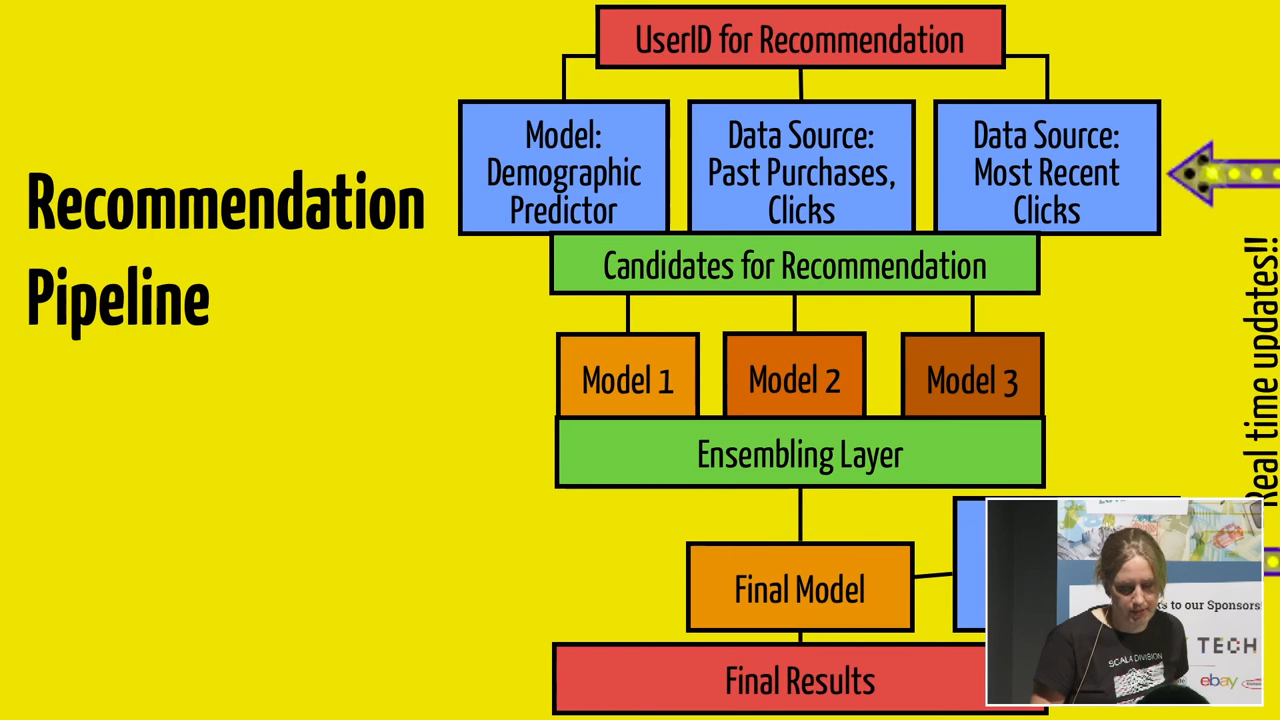 Recommendation
Pipeline
UserID for Recommendation
Model:
Demographic
Predictor
Data Source:
Past Purchases,
Clicks
Data Source:
Most Recent
Clicks
Candidates for Recommendation
Model 1
Model 2
Model 3
Ensembling Layer
Final Model
Final Results
Real time updates!!
to our Sponsors
TECH
SCALA DIVISION
ebay